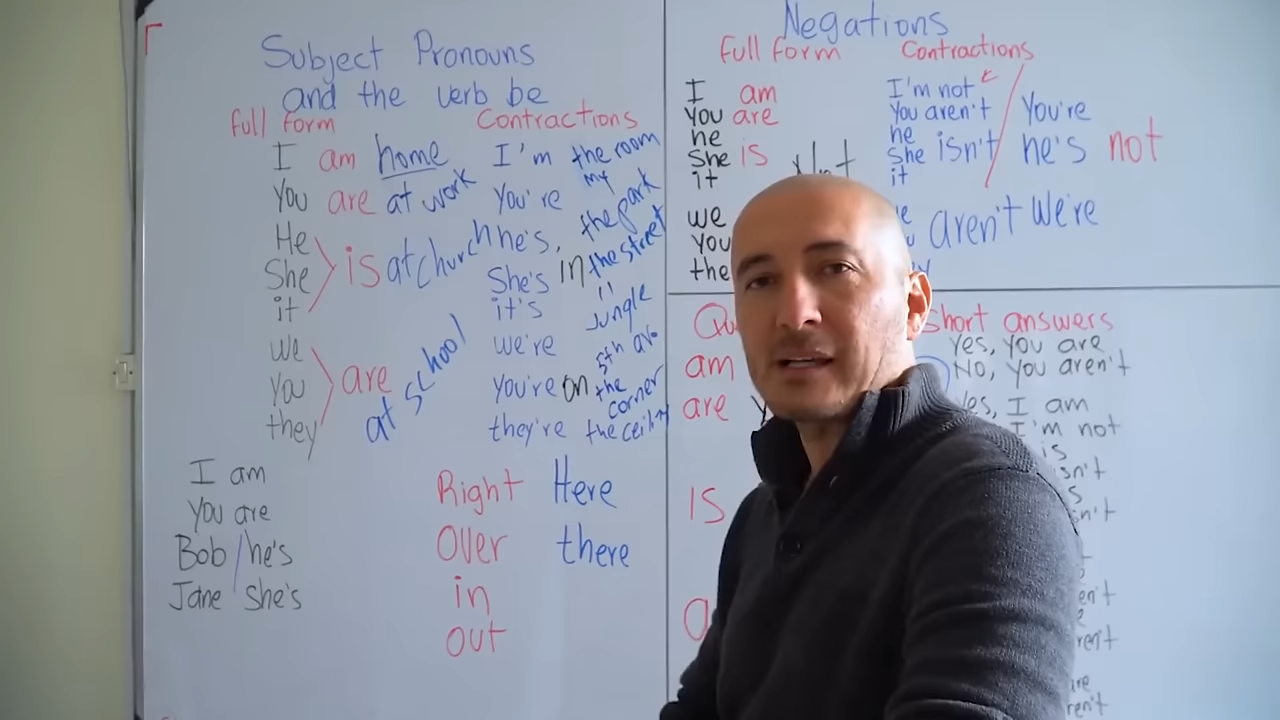 Subject Pronouns
and the verb be
full form Contractions
I am home I'm the room
You are at work You're my
He he's, the park
She is at church She's in the street
it it's " Jungle
we we're 5th av.
You are at school You're on the corner
they they're the ceiling
I am
You are
Bob / he's
Jane she's
Right Here
Over there
in
out
Negations
Full form Contractions
I am I'm not
You are You aren't / You're
he he
She is She isn't he's not
it it
we
You aren't We're
Short answers
am Yes, You are
No, You aren't
are Yes, I am
I'm not
is
Is